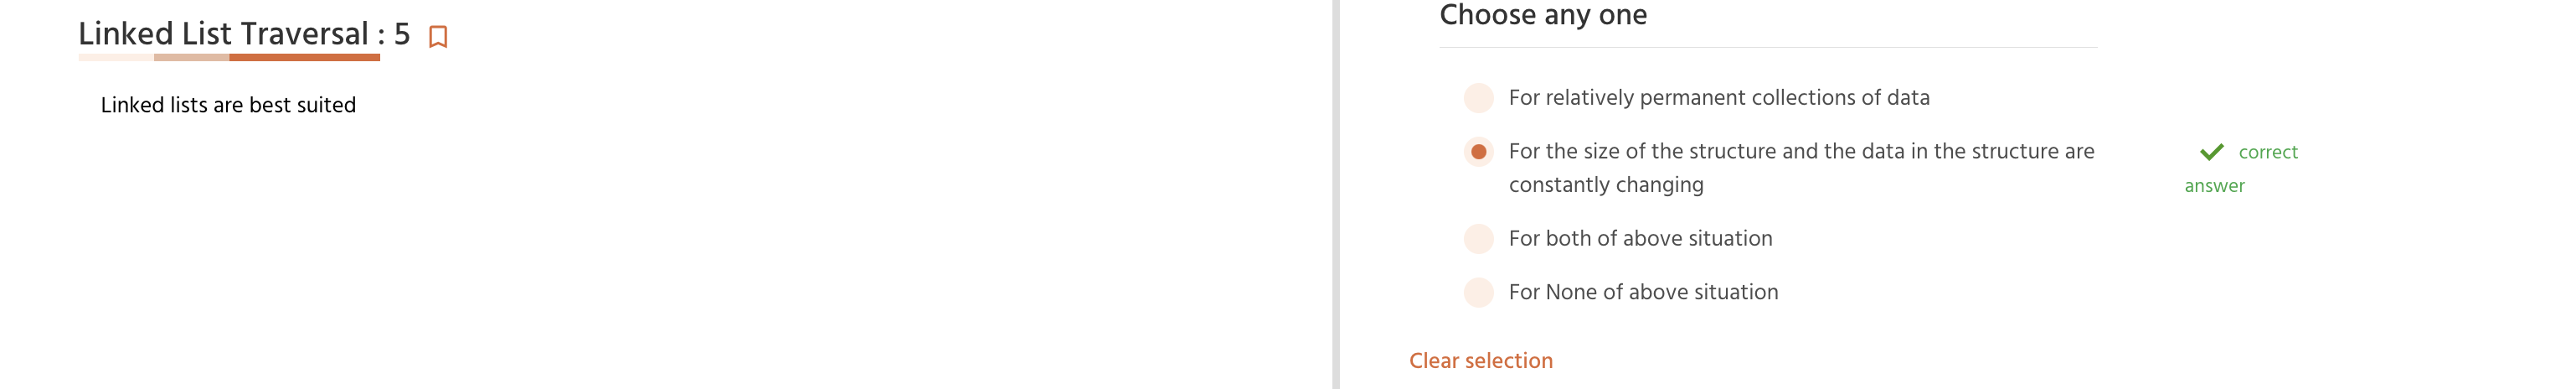 Linked List Traversal : 5
Linked lists are best suited
Choose any one
For relatively permanent collections of data
For the size of the structure and the data in the structure are
constantly changing
correct
answer
For both of above situation
For None of above situation
Clear selection